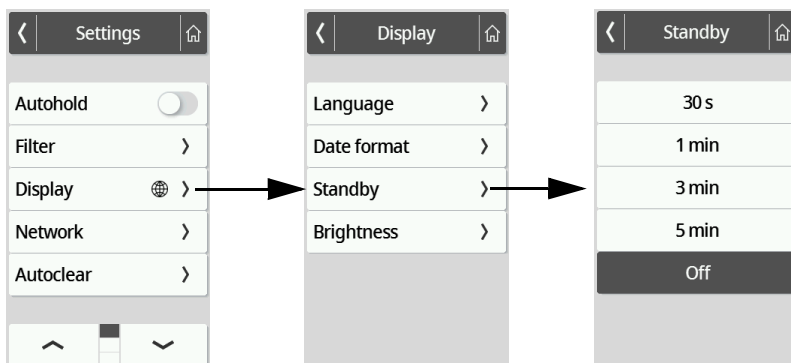 Settings
Autohold
Filter
Display
Network
Autoclear
Display
Language
Date format
Standby
Brightness
Standby
30 s
1 min
3 min
5 min
Off